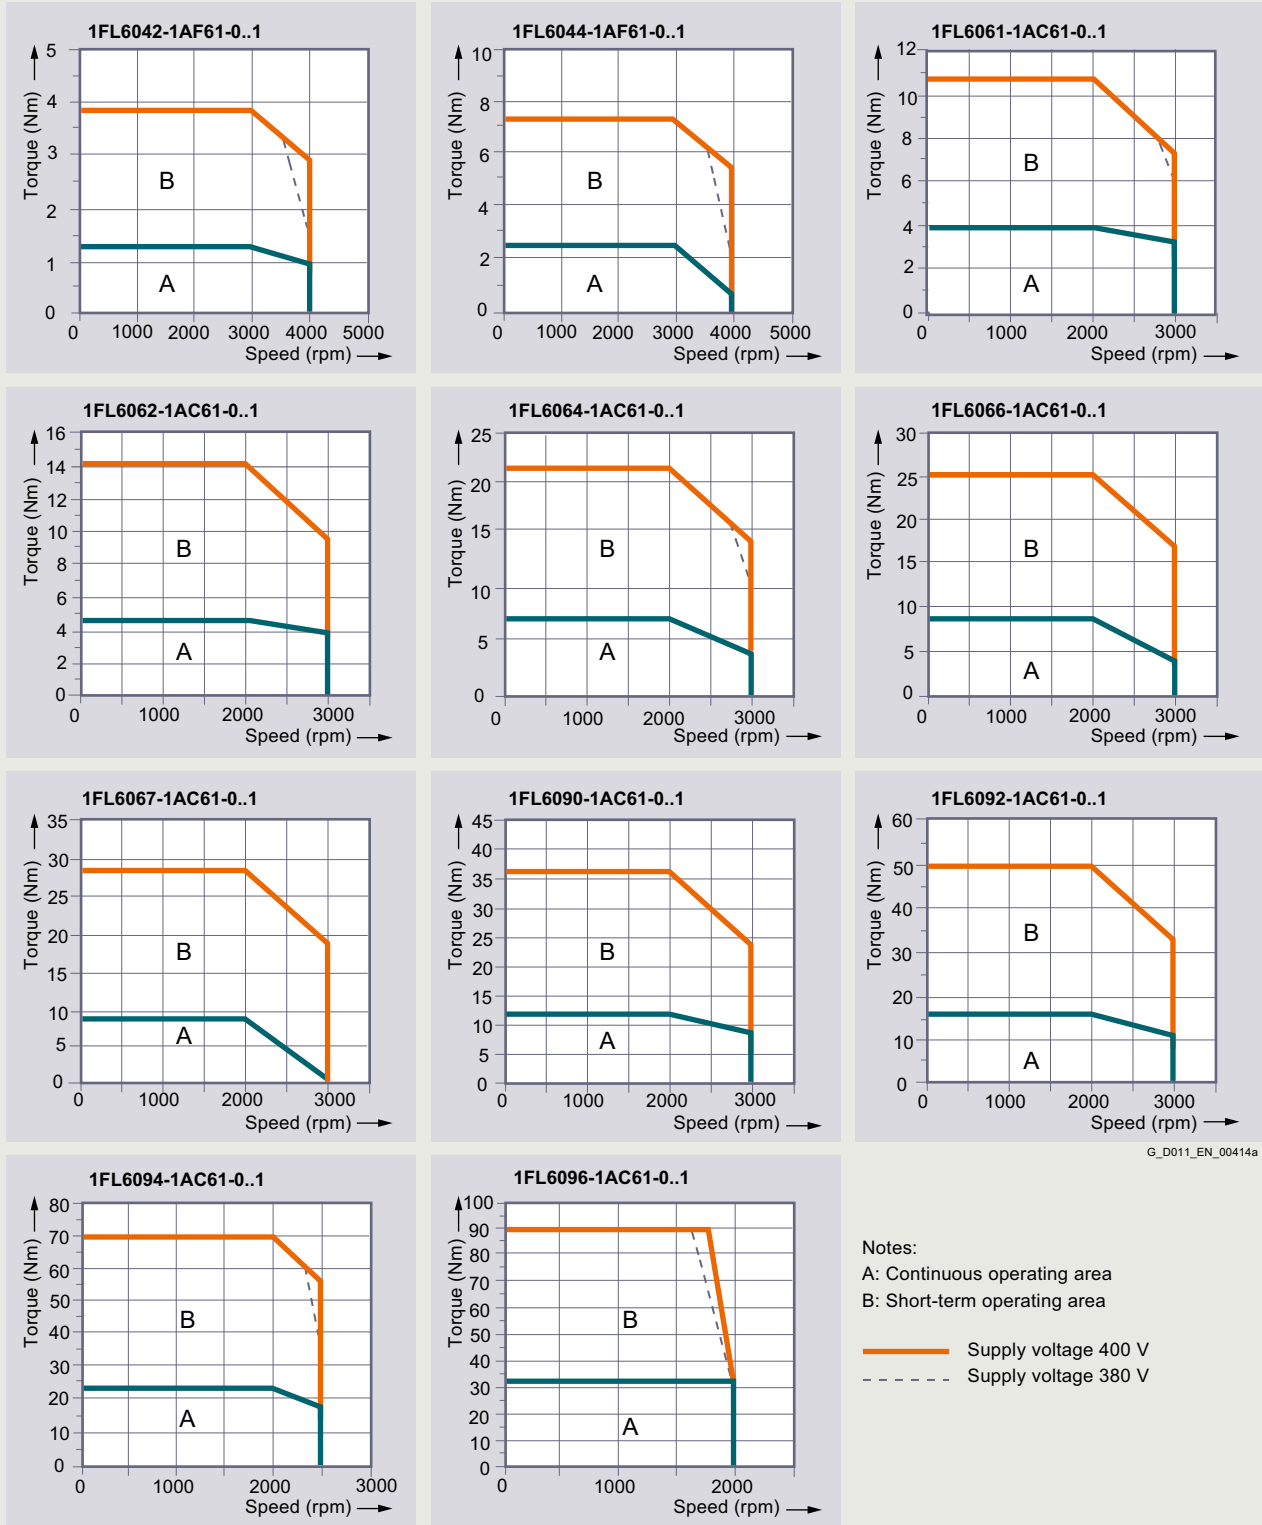 1FL6042-1AF61-0..1
Torque (Nm)
5
4
3
2
1
0
0 1000 2000 3000 4000 5000
Speed (rpm)
1FL6044-1AF61-0..1
Torque (Nm)
10
8
6
4
2
0
0 1000 2000 3000 4000 5000
Speed (rpm)
1FL6061-1AC61-0..1
Torque (Nm)
12
10
8
6
4
2
0
0 1000 2000 3000
Speed (rpm)
B
A
B
A
B
A
1FL6062-1AC61-0..1
Torque (Nm)
16
14
12
10
8
6
4
2
0
0 1000 2000 3000
Speed (rpm)
1FL6064-1AC61-0..1
Torque (Nm)
25
20
15
10
5
0
0 1000 2000 3000
Speed (rpm)
1FL6066-1AC61-0..1
Torque (Nm)
30
25
20
15
10
5
0
0 1000 2000 3000
Speed (rpm)
B
A
B
A
B
A
1FL6067-1AC61-0..1
Torque (Nm)
35
30
25
20
15
10
5
0
0 1000 2000 3000
Speed (rpm)
1FL6090-1AC61-0..1
Torque (Nm)
45
40
35
30
25
20
15
10
5
0
0 1000 2000 3000
Speed (rpm)
1FL6092-1AC61-0..1
Torque (Nm)
60
50
40
30
20
10
0
0 1000 2000 3000
Speed (rpm)
B
A
B
A
B
A
G_D011_EN_00414a
1FL6094-1AC61-0..1
Torque (Nm)
80
70
60
50
40
30
20
10
0
0 1000 2000 3000
Speed (rpm)
B
A
1FL6096-1AC61-0..1
Torque (Nm)
100
90
80
70
60
50
40
30
20
10
0
0 1000 2000
Speed (rpm)
B
A
Notes:
A: Continuous operating area
B: Short-term operating area
Supply voltage 400 V
Supply voltage 380 V